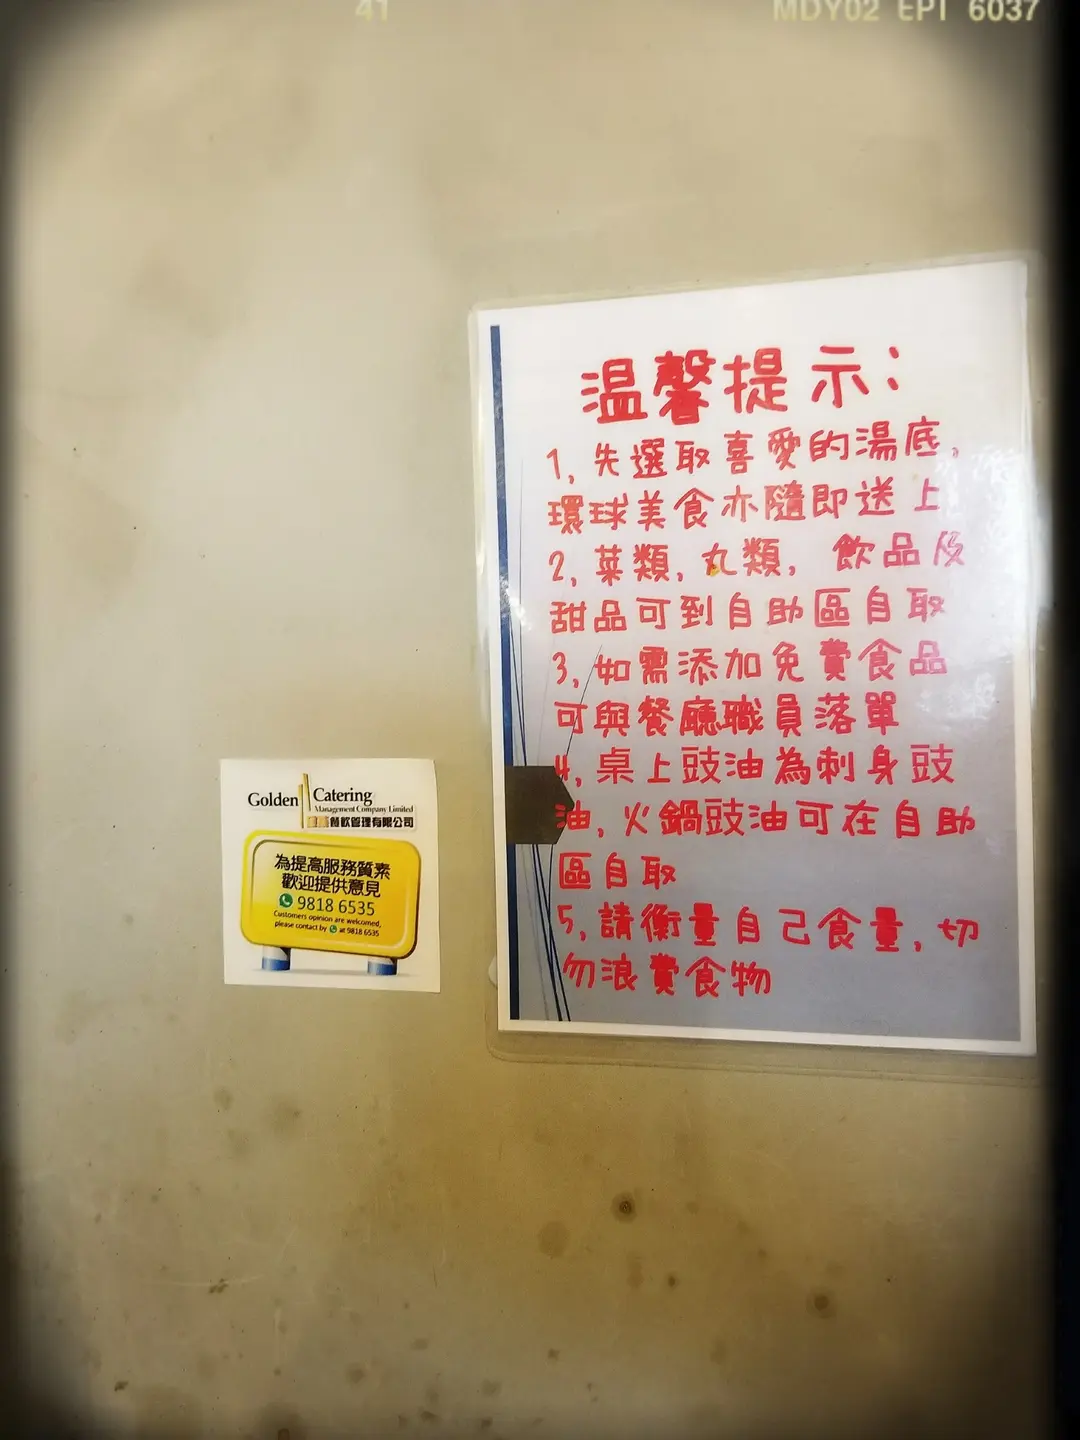 41
MDY02 EPI 6037
温馨提示:
1, 先選取喜愛的湯底,
環球美食亦隨即送上
2, 菜類, 丸類, 飲品及
甜品可到自助區自取
3, 如需添加免費食品
可與餐廳職員落單
4, 桌上豉油為刺身豉
油, 火鍋豉油可在自助
區自取
5, 請衡量自己食量, 切
勿浪費食物
Golden Catering
Management Company Limited
餐飲管理有限公司
為提高服務質素
歡迎提供意見
9818 6535
Customers opinion are welcomed,
please contact by at 9818 6535